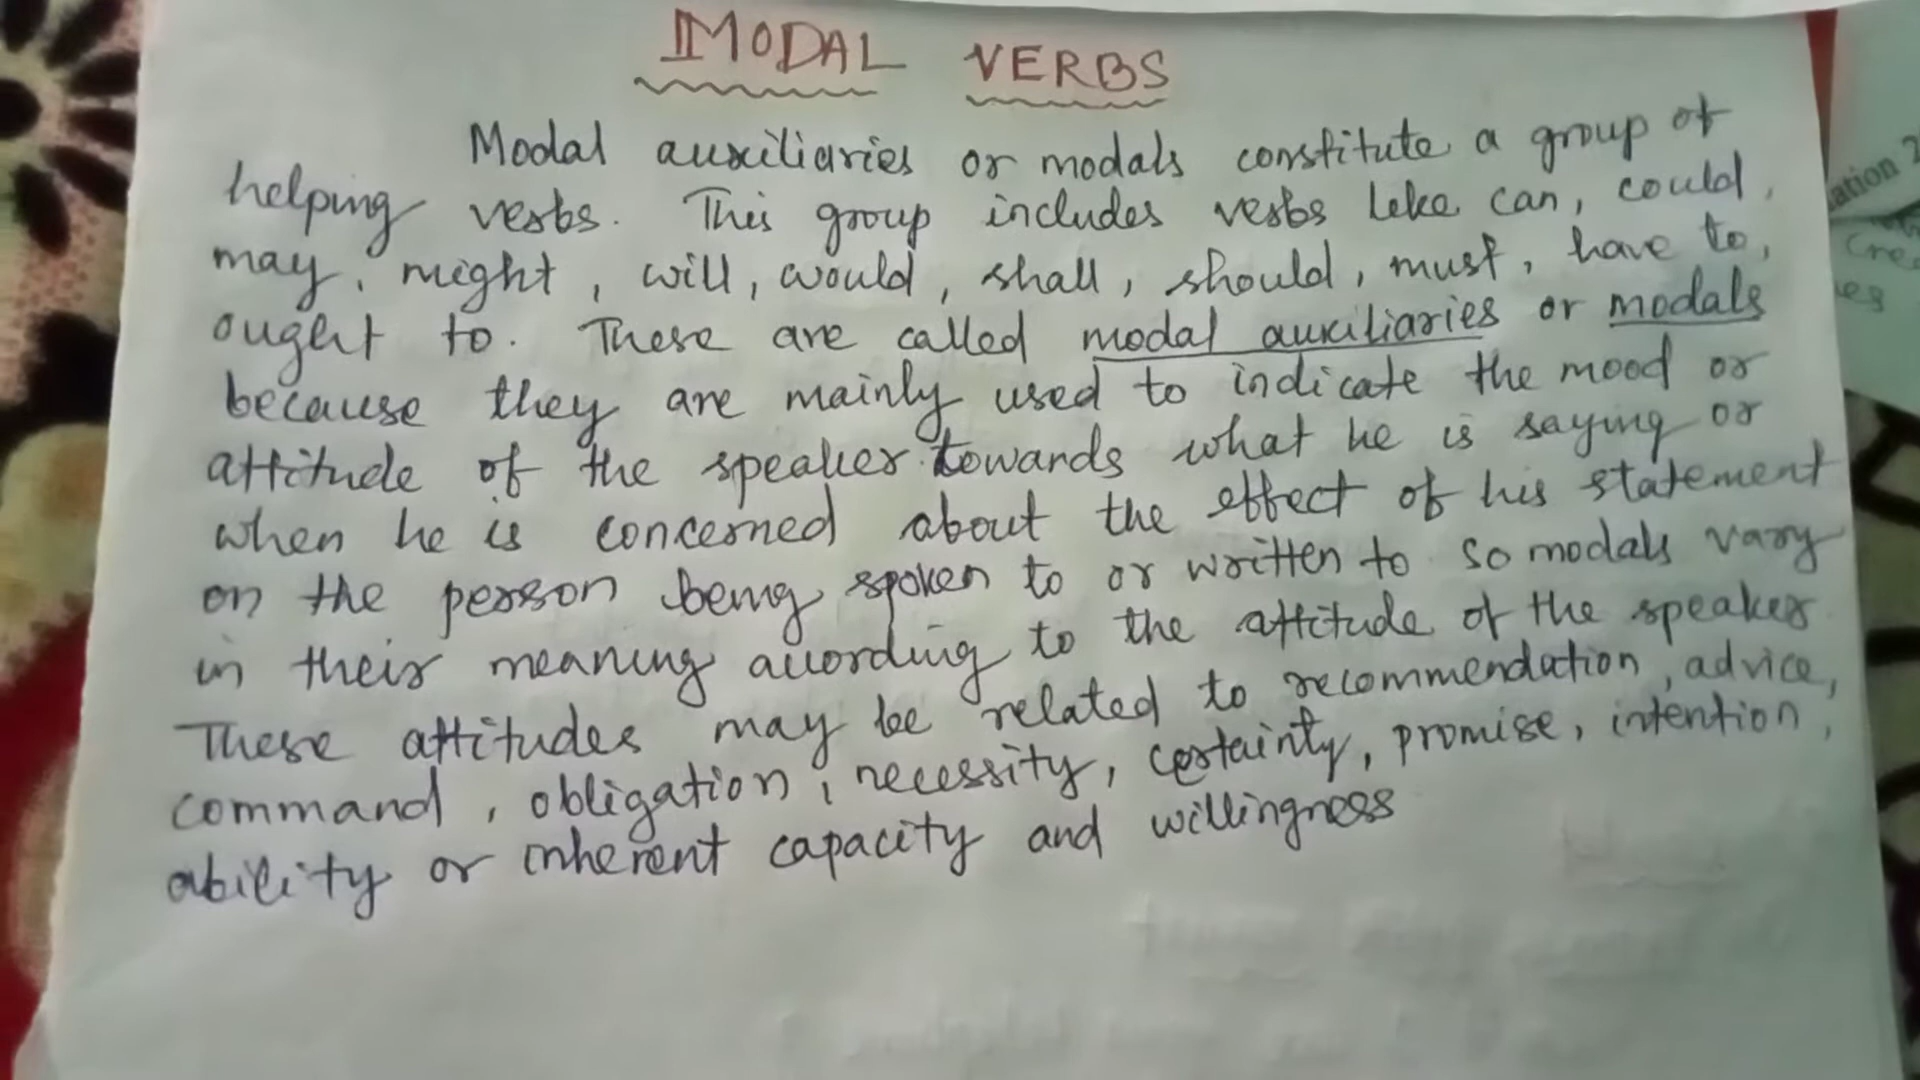 MODAL VERBS
Modal auxiliaries or modals constitute a group of
helping verbs. This group includes verbs like can, could,
may, might, will, would, shall, should, must, have to,
ought to. These are called modal auxiliaries or modals
because they are mainly used to indicate the mood or
attitude of the speaker towards what he is saying or
when he is concerned about the effect of his statement
on the person being spoken to or written to. So modals vary
in their meaning acording to the attitude of the speaker.
These attitudes may be related to recommendation, advice,
command, obligation, necessity, certainty, promise, intention,
ability or inherent capacity and willingness
ation 2